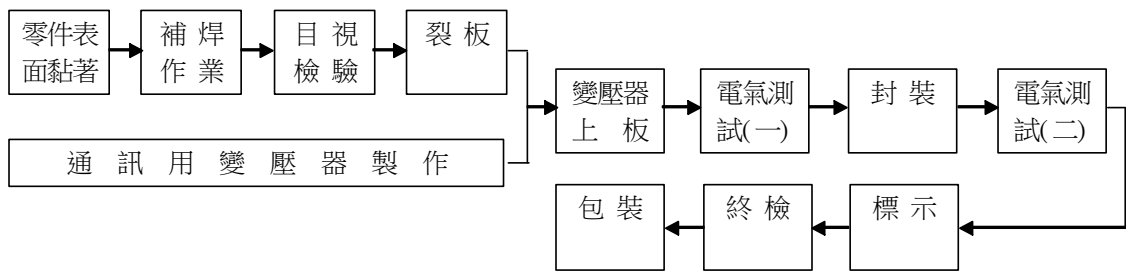 零件表
面黏著
補焊
作業
目視
檢驗
裂板
通訊用變壓器製作
變壓器
上板
電氣測
試(一)
封裝
電氣測
試(二)
標示
終檢
包裝